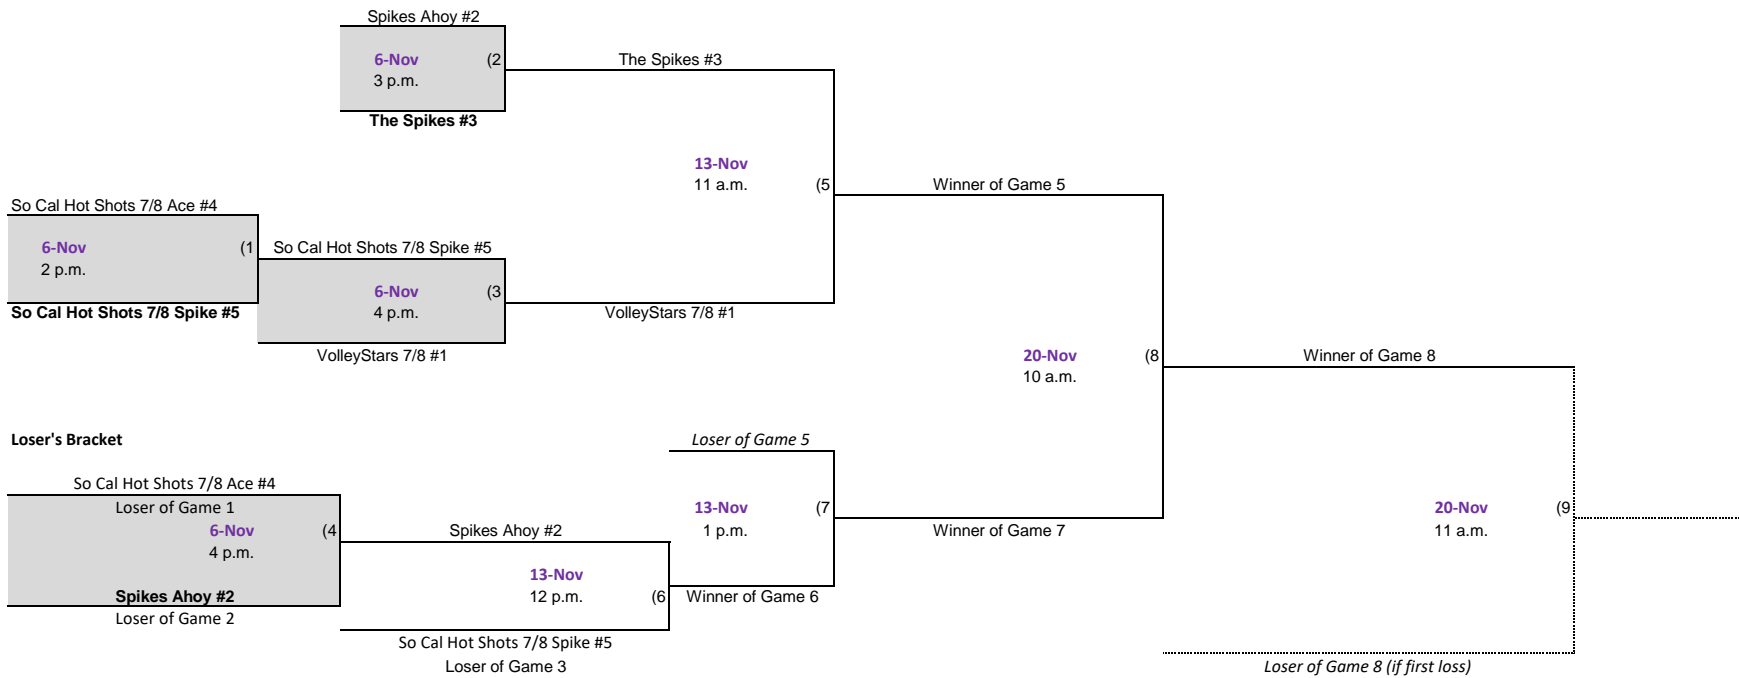 Spikes Ahoy #2
6-Nov (2
3 p.m.
The Spikes #3
The Spikes #3
13-Nov
11 a.m. (5
Winner of Game 5
So Cal Hot Shots 7/8 Ace #4
6-Nov (1
2 p.m.
So Cal Hot Shots 7/8 Spike #5
So Cal Hot Shots 7/8 Spike #5
6-Nov (3
4 p.m.
VolleyStars 7/8 #1
VolleyStars 7/8 #1
20-Nov (8
10 a.m.
Winner of Game 8
Loser's Bracket
Loser of Game 5
So Cal Hot Shots 7/8 Ace #4
Loser of Game 1
6-Nov (4
4 p.m.
Spikes Ahoy #2
Loser of Game 2
Spikes Ahoy #2
13-Nov
12 p.m. (6
So Cal Hot Shots 7/8 Spike #5
Loser of Game 3
13-Nov (7
1 p.m.
Winner of Game 6
Winner of Game 7
20-Nov (9
11 a.m.
Loser of Game 8 (if first loss)